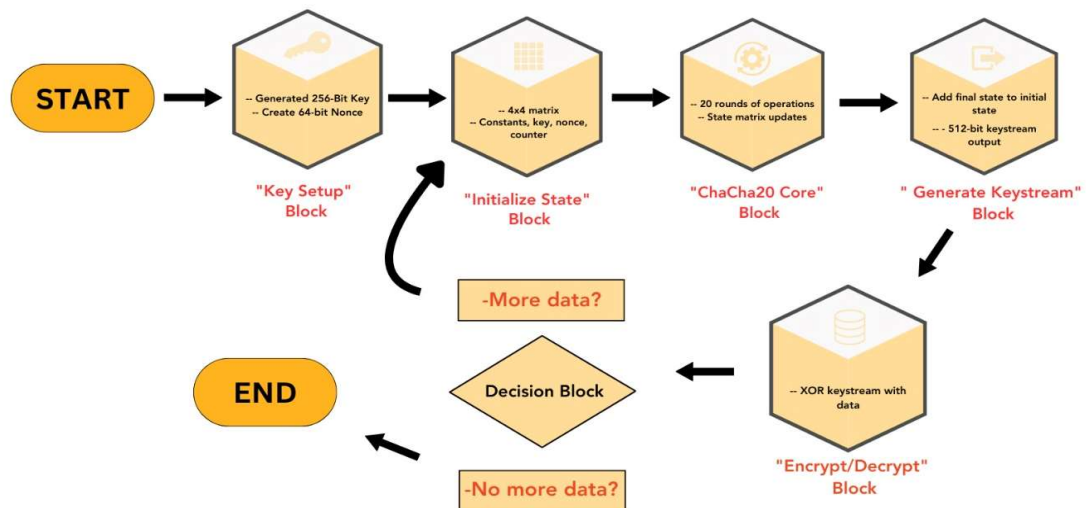 START
-- Generated 256-Bit Key
-- Create 64-bit Nonce
"Key Setup"
Block
-- 4x4 matrix
-- Constants, key, nonce,
counter
"Initialize State"
Block
-- 20 rounds of operations
-- State matrix updates
"ChaCha20 Core"
Block
-- Add final state to initial
state
-- - 512-bit keystream
output
" Generate Keystream"
Block
-- XOR keystream with
data
"Encrypt/Decrypt"
Block
-More data?
Decision Block
-No more data?
END